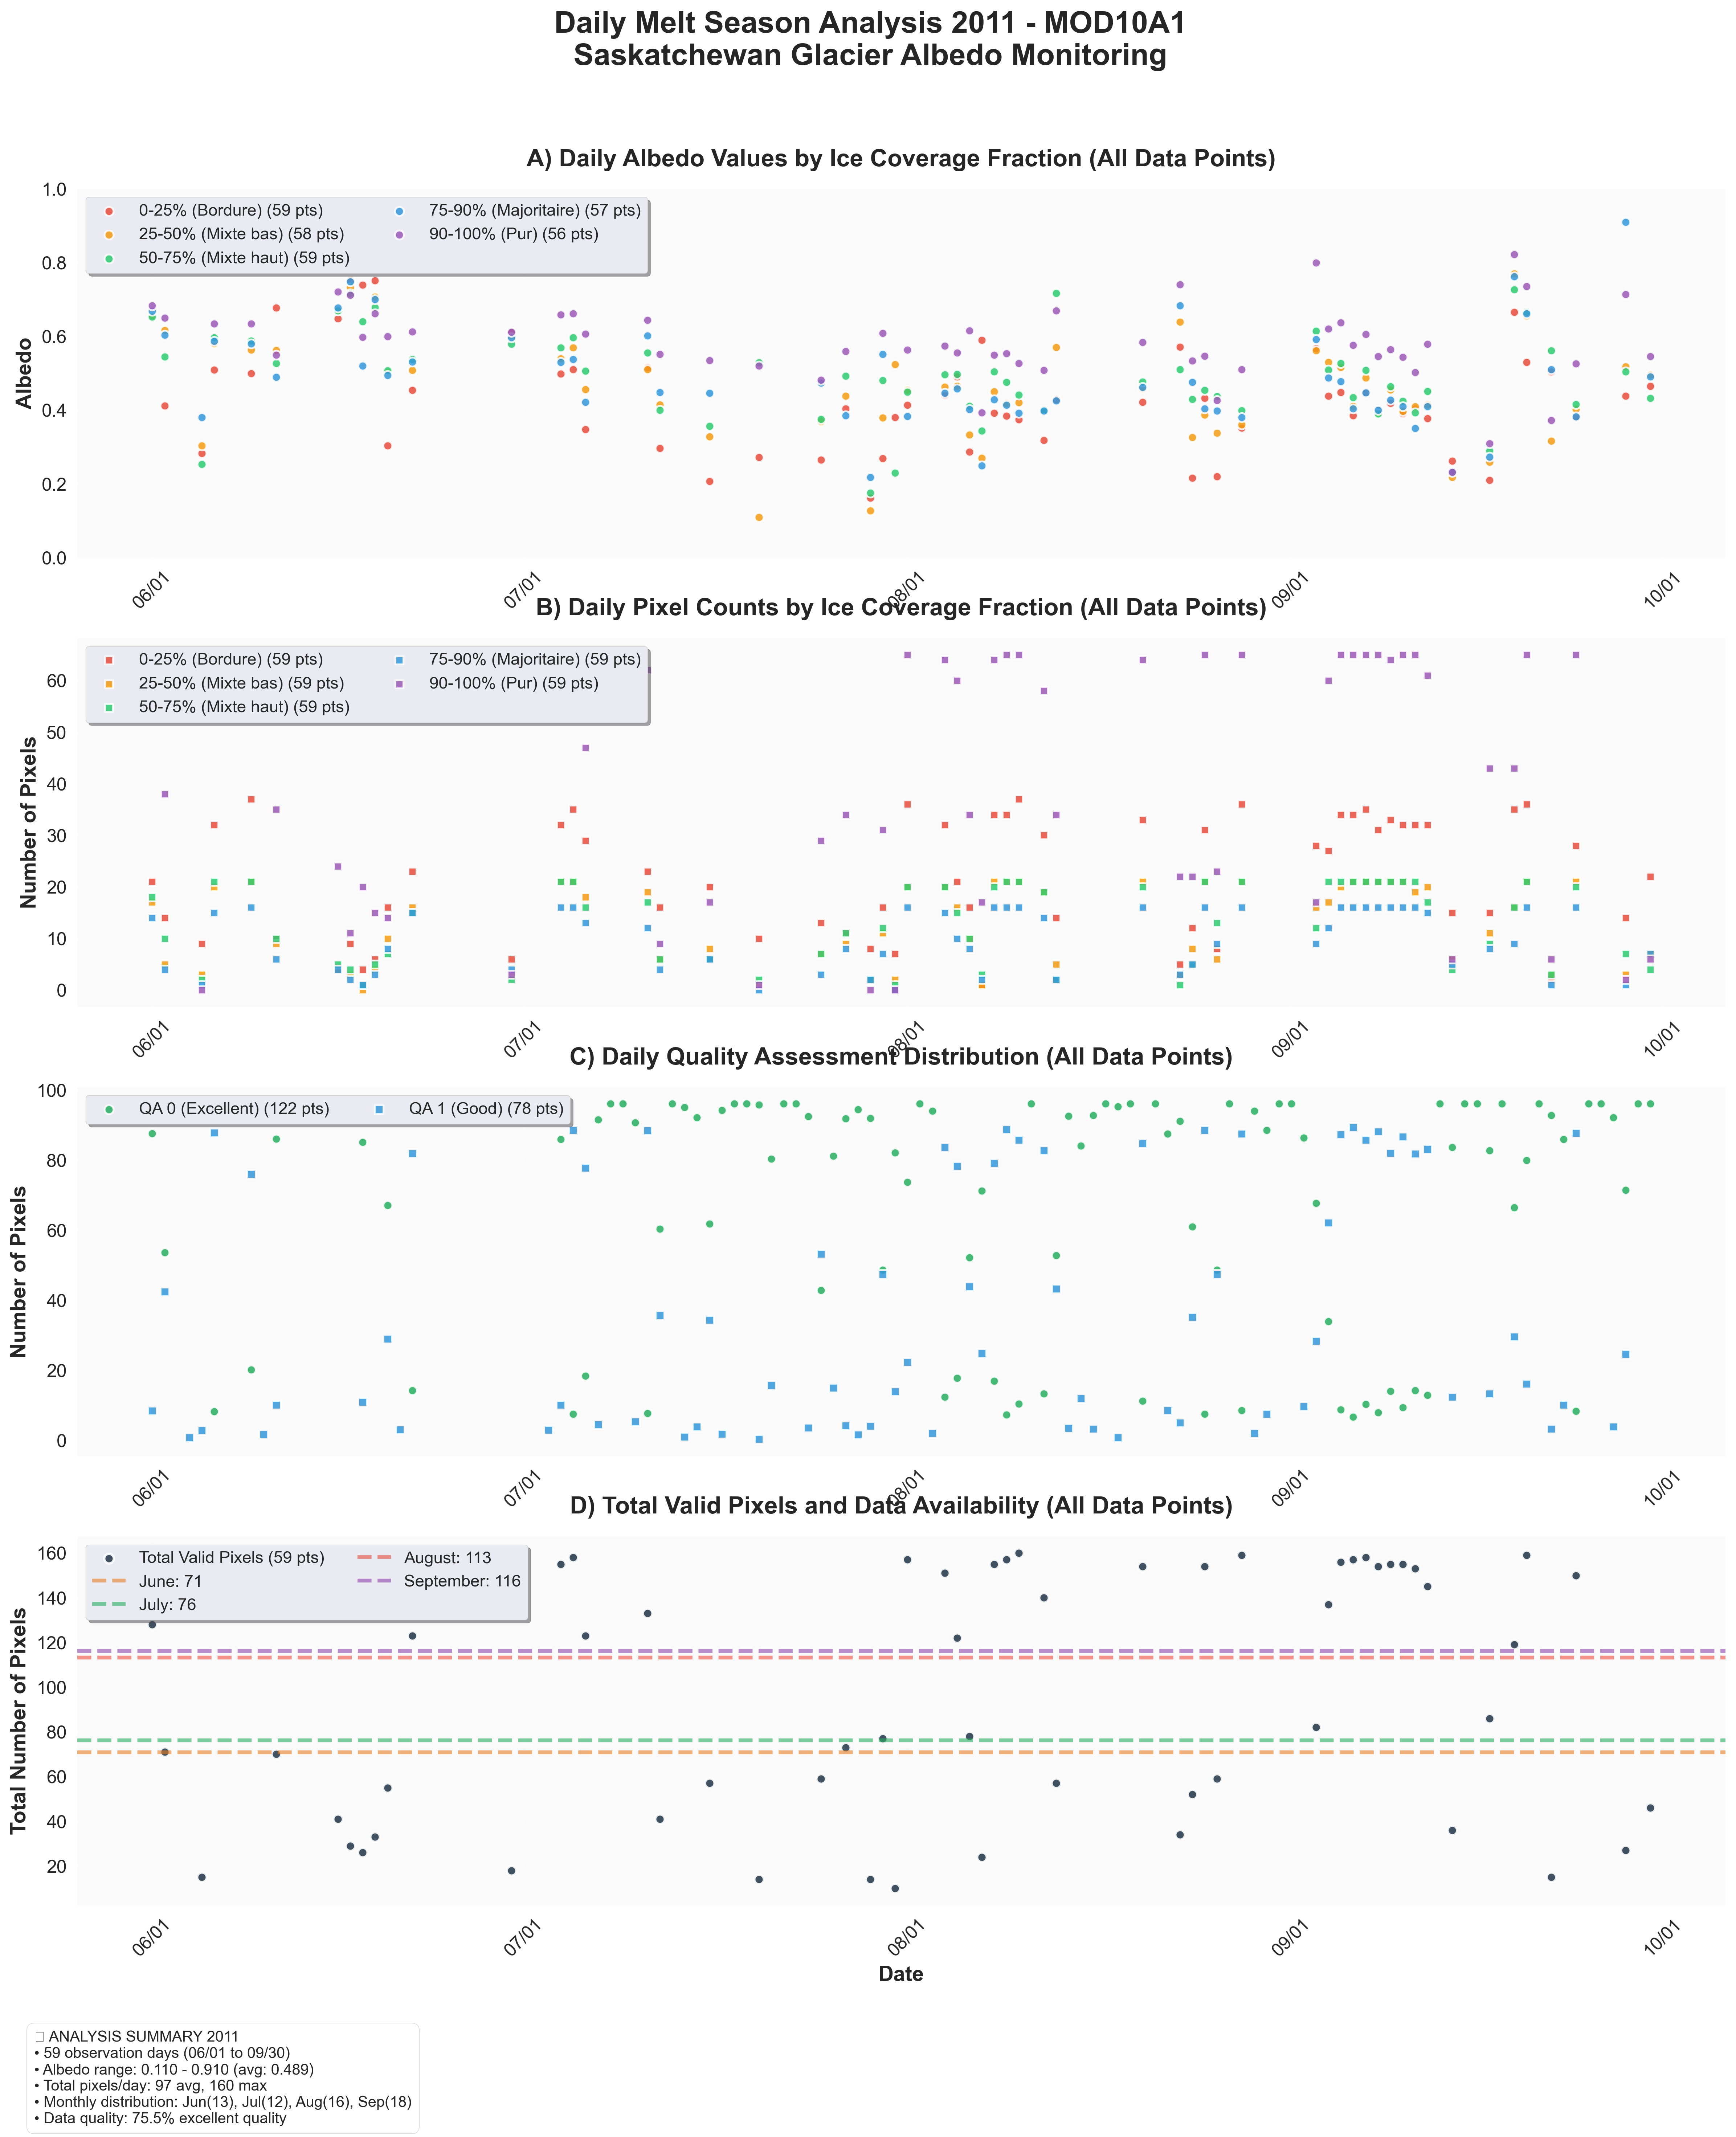 Daily Melt Season Analysis 2011 - MOD10A1
Saskatchewan Glacier Albedo Monitoring
A) Daily Albedo Values by Ice Coverage Fraction (All Data Points)
Albedo
1.0
0.8
0.6
0.4
0.2
0.0
0-25% (Bordure) (59 pts)
25-50% (Mixte bas) (58 pts)
50-75% (Mixte haut) (59 pts)
75-90% (Majoritaire) (57 pts)
90-100% (Pur) (56 pts)
06/01
07/01
08/01
09/01
10/01
B) Daily Pixel Counts by Ice Coverage Fraction (All Data Points)
Number of Pixels
60
50
40
30
20
10
0
0-25% (Bordure) (59 pts)
25-50% (Mixte bas) (59 pts)
50-75% (Mixte haut) (59 pts)
75-90% (Majoritaire) (59 pts)
90-100% (Pur) (59 pts)
06/01
07/01
08/01
09/01
10/01
C) Daily Quality Assessment Distribution (All Data Points)
Number of Pixels
100
80
60
40
20
0
QA 0 (Excellent) (122 pts)
QA 1 (Good) (78 pts)
06/01
07/01
08/01
09/01
10/01
D) Total Valid Pixels and Data Availability (All Data Points)
Total Number of Pixels
160
140
120
100
80
60
40
20
Total Valid Pixels (59 pts)
June: 71
July: 76
August: 113
September: 116
06/01
07/01
08/01
09/01
10/01
Date
ANALYSIS SUMMARY 2011
• 59 observation days (06/01 to 09/30)
• Albedo range: 0.110 - 0.910 (avg: 0.489)
• Total pixels/day: 97 avg, 160 max
• Monthly distribution: Jun(13), Jul(12), Aug(16), Sep(18)
• Data quality: 75.5% excellent quality